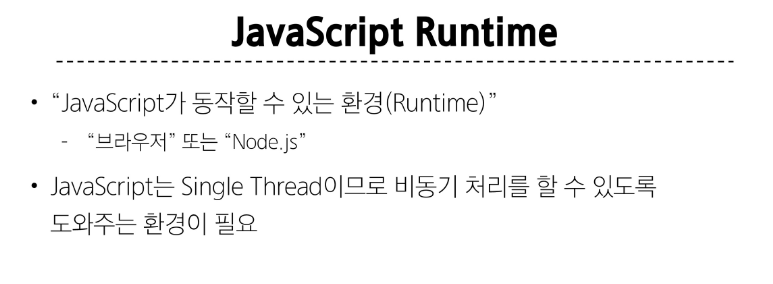 JavaScript Runtime
• “JavaScript가 동작할 수 있는 환경(Runtime)”
- “브라우저” 또는 “Node.js”
• JavaScript는 Single Thread이므로 비동기 처리를 할 수 있도록
도와주는 환경이 필요